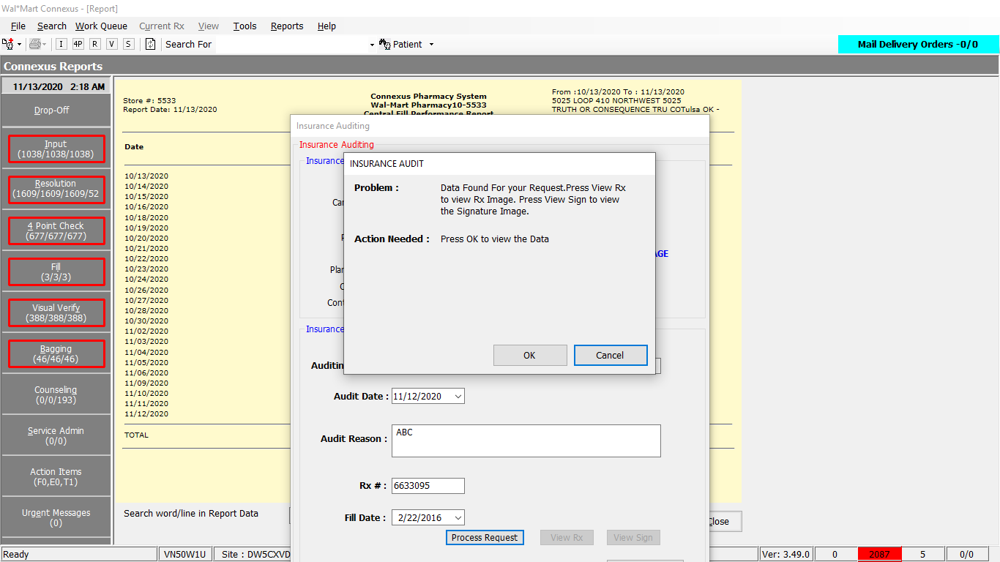 Wal*Mart Connexus - [Report]
File Search Work Queue Current Rx View Tools Reports Help
I 4P R V S Search For Patient
Mail Delivery Orders -0/0
Connexus Reports
11/13/2020 2:18 AM
Drop-Off
Input
(1038/1038/1038)
Resolution
(1609/1609/1609/52
4 Point Check
(677/677/677)
Fill
(3/3/3)
Visual Verify
(388/388/388)
Bagging
(46/46/46)
Counseling
(0/0/193)
Service Admin
(0/0)
Action Items
(F0,E0,T1)
Urgent Messages
(0)
Store #: 5533
Report Date: 11/13/2020
Connexus Pharmacy System
Wal-Mart Pharmacy10-5533
Central Fill Performance Report
From :10/13/2020 To : 11/13/2020
5025 LOOP 410 NORTHWEST 5025
TRUTH OR CONSEQUENCE TRU COTulsa OK -
Date
10/13/2020
10/14/2020
10/15/2020
10/16/2020
10/18/2020
10/19/2020
10/20/2020
10/21/2020
10/22/2020
10/23/2020
10/24/2020
10/26/2020
10/27/2020
10/28/2020
10/30/2020
11/02/2020
11/03/2020
11/04/2020
11/05/2020
11/06/2020
11/09/2020
11/10/2020
11/11/2020
11/12/2020
TOTAL
Search word/line in Report Data
Close
Insurance Auditing
Insurance Auditing
Insurance
INSURANCE AUDIT
Problem : Data Found For your Request.Press View Rx
to view Rx Image. Press View Sign to view
the Signature Image.
Action Needed : Press OK to view the Data
OK Cancel
Insurance
Audit Date : 11/12/2020
Audit Reason : ABC
Rx # : 6633095
Fill Date : 2/22/2016
Process Request View Rx View Sign
Ready VN50W1U Site : DW5CXVD Ver: 3.49.0 0 2087 5 0/0